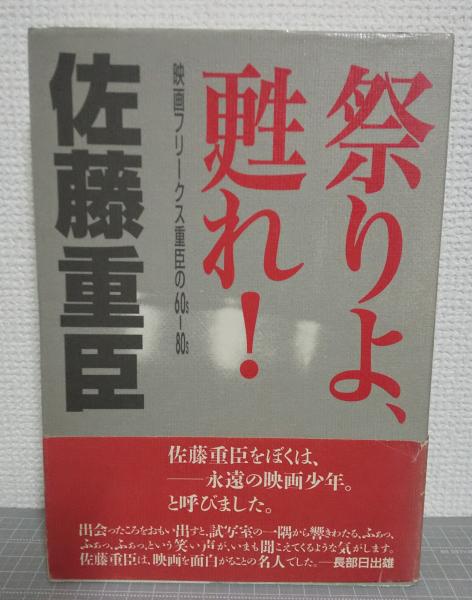 祭りよ、
甦れ!
映画フリークス重臣の60s-80s
佐藤重臣
佐藤重臣をぼくは、
——永遠の映画少年。
と呼びました。
出会ったころをおもい出すと、試写室の一隅から響きわたる、ふぁっ、
ふぁっ、ふぁっ、という笑い声が、いまも聞こえてくるような気がします。
佐藤重臣は、映画を面白がることの名人でした。——長部日出雄